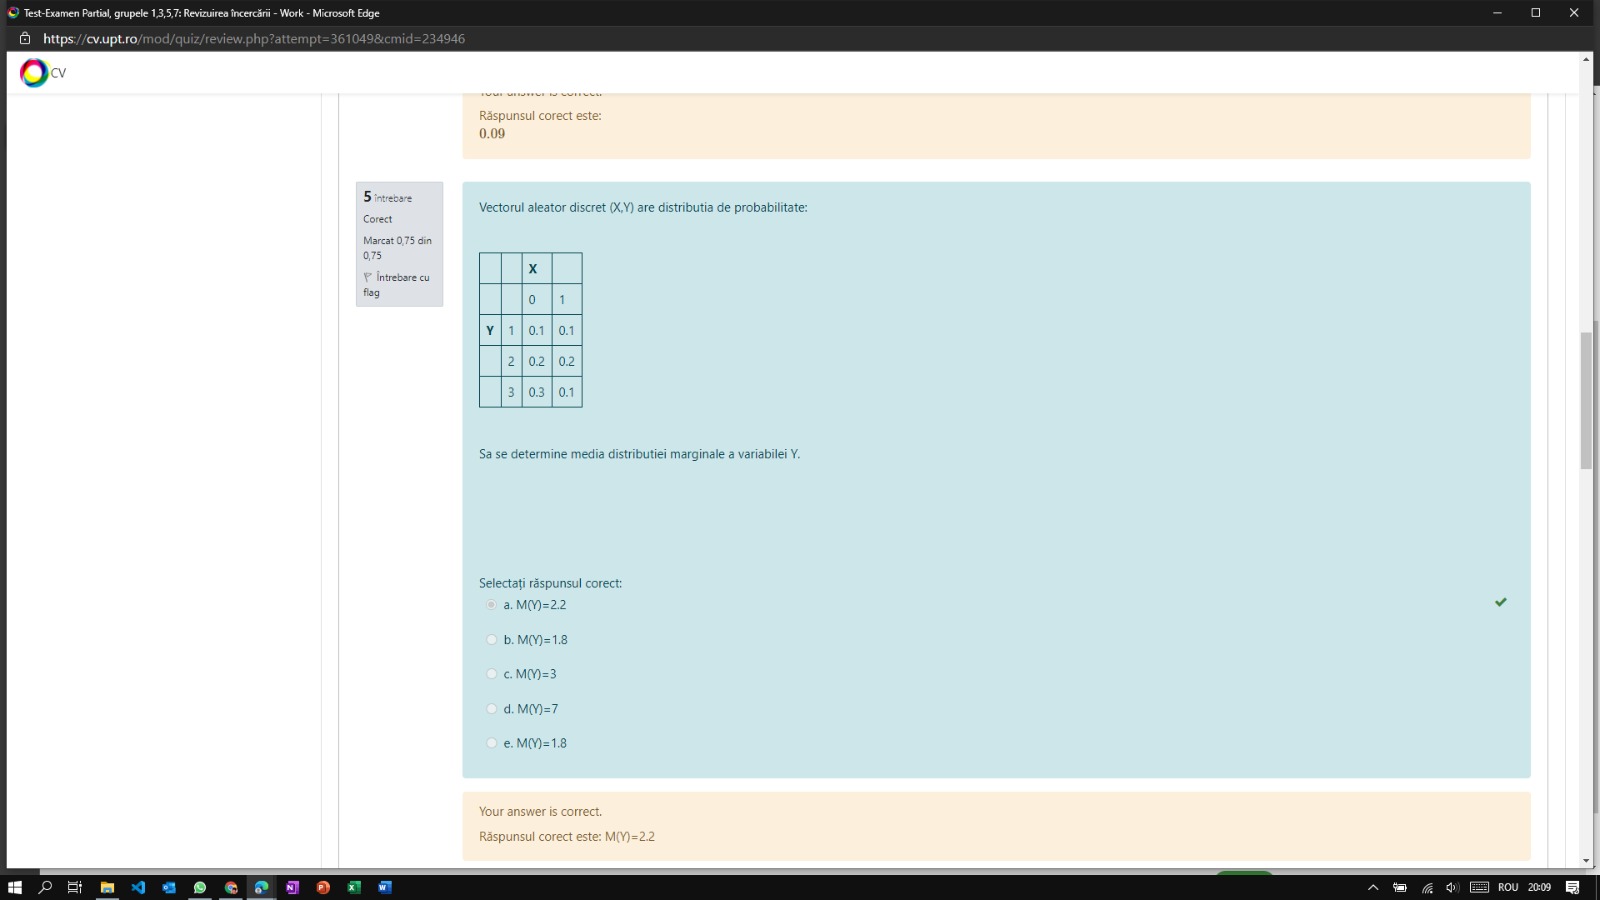 Test-Examen Partial, grupele 1,3,5,7: Revizuirea încercării - Work - Microsoft Edge
https://cv.upt.ro/mod/quiz/review.php?attempt=361049&cmid=234946
CV
Your answer is correct.
Răspunsul corect este:
0.09
5 întrebare
Corect
Marcat 0,75 din
0,75
Întrebare cu
flag
Vectorul aleator discret (X,Y) are distributia de probabilitate:
X
0 1
Y 1 0.1 0.1
2 0.2 0.2
3 0.3 0.1
Sa se determine media distributiei marginale a variabilei Y.
Selectați răspunsul corect:
a. M(Y)=2.2
b. M(Y)=1.8
c. M(Y)=3
d. M(Y)=7
e. M(Y)=1.8
Your answer is correct.
Răspunsul corect este: M(Y)=2.2
ROU 20:09